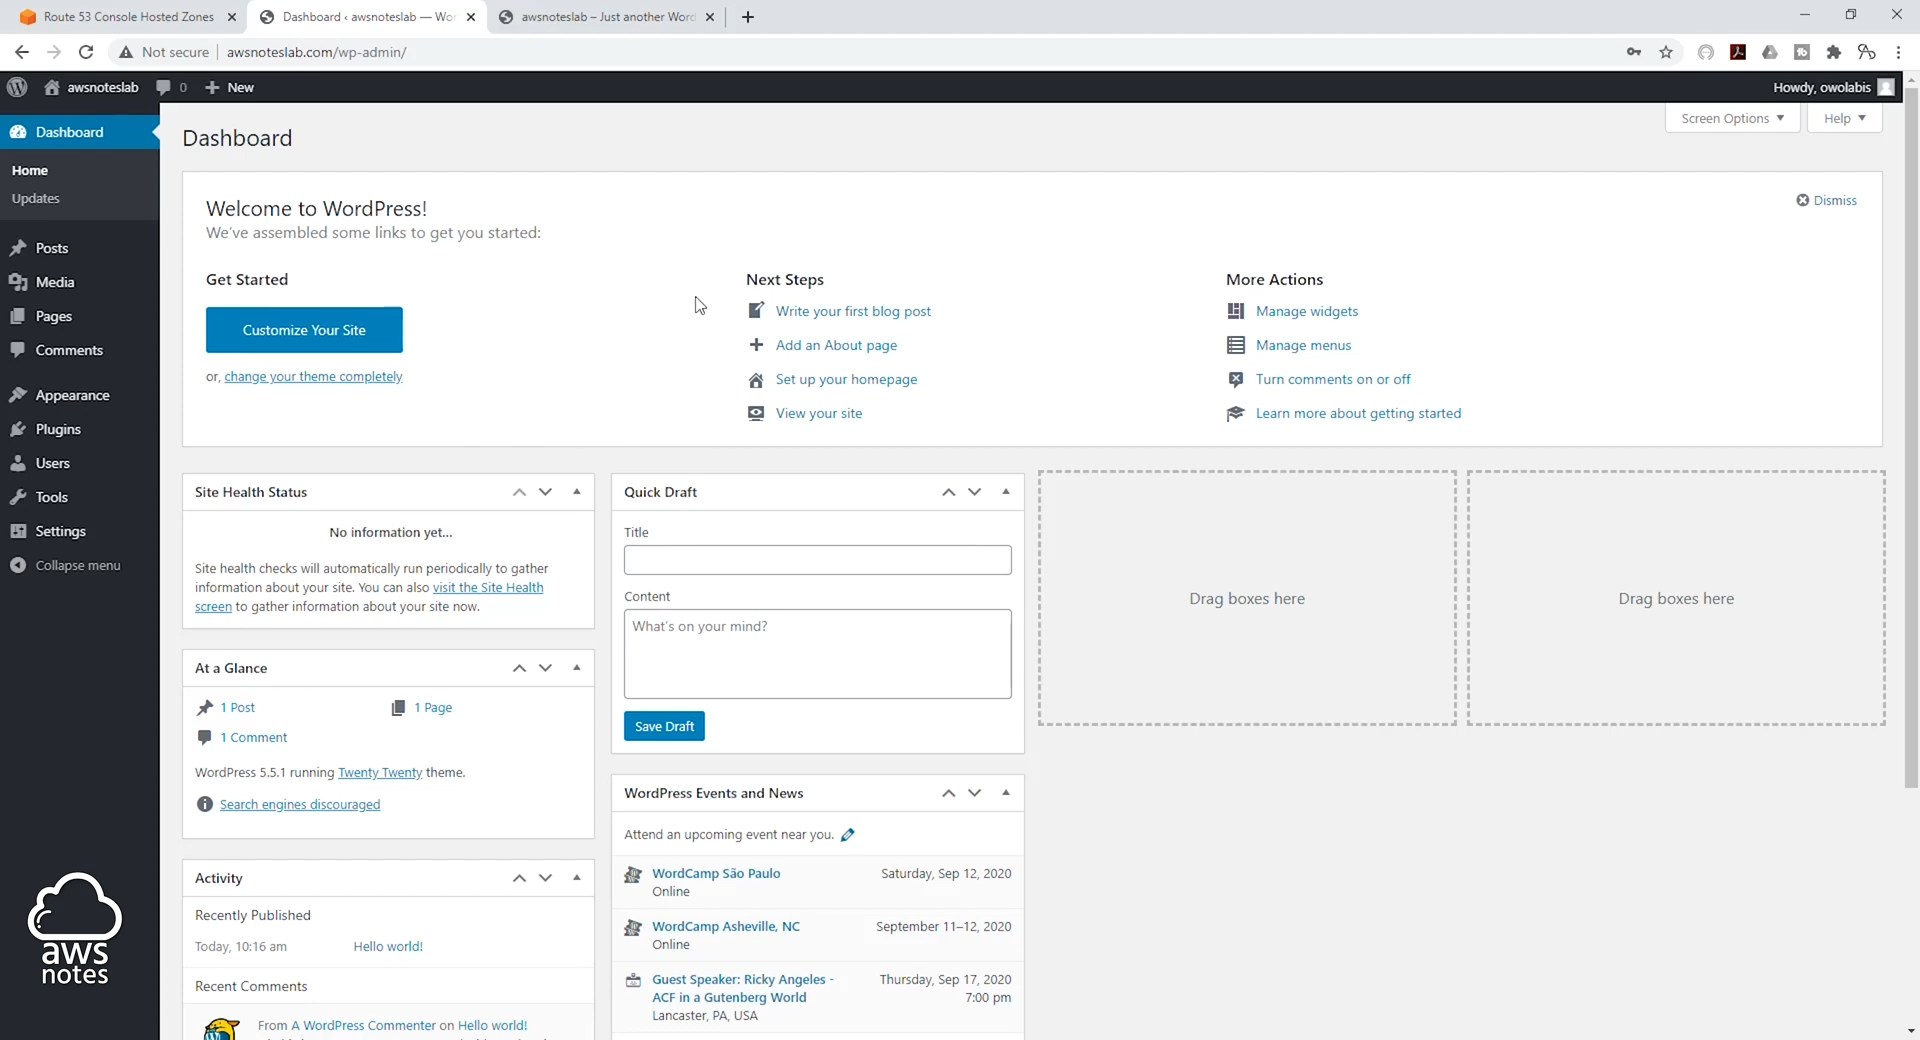 Route 53 Console Hosted Zones
Dashboard ‹ awsnoteslab — Wor
awsnoteslab – Just another Word
Not secure
awsnoteslab.com/wp-admin/
awsnoteslab
0
New
Howdy, owolabis
Dashboard
Home
Updates
Posts
Media
Pages
Comments
Appearance
Plugins
Users
Tools
Settings
Collapse menu
Dashboard
Screen Options
Help
Welcome to WordPress!
We've assembled some links to get you started:
Dismiss
Get Started
Customize Your Site
or, change your theme completely
Next Steps
Write your first blog post
Add an About page
Set up your homepage
View your site
More Actions
Manage widgets
Manage menus
Turn comments on or off
Learn more about getting started
Site Health Status
No information yet...
Site health checks will automatically run periodically to gather
information about your site. You can also visit the Site Health
screen to gather information about your site now.
At a Glance
1 Post
1 Page
1 Comment
WordPress 5.5.1 running Twenty Twenty theme.
Search engines discouraged
Activity
Recently Published
Today, 10:16 am Hello world!
Recent Comments
From A WordPress Commenter on Hello world!
Quick Draft
Title
Content
What's on your mind?
Save Draft
WordPress Events and News
Attend an upcoming event near you.
WordCamp São Paulo Saturday, Sep 12, 2020
Online
WordCamp Asheville, NC September 11–12, 2020
Online
Guest Speaker: Ricky Angeles - Thursday, Sep 17, 2020
ACF in a Gutenberg World 7:00 pm
Lancaster, PA, USA
Drag boxes here
Drag boxes here
aws
notes